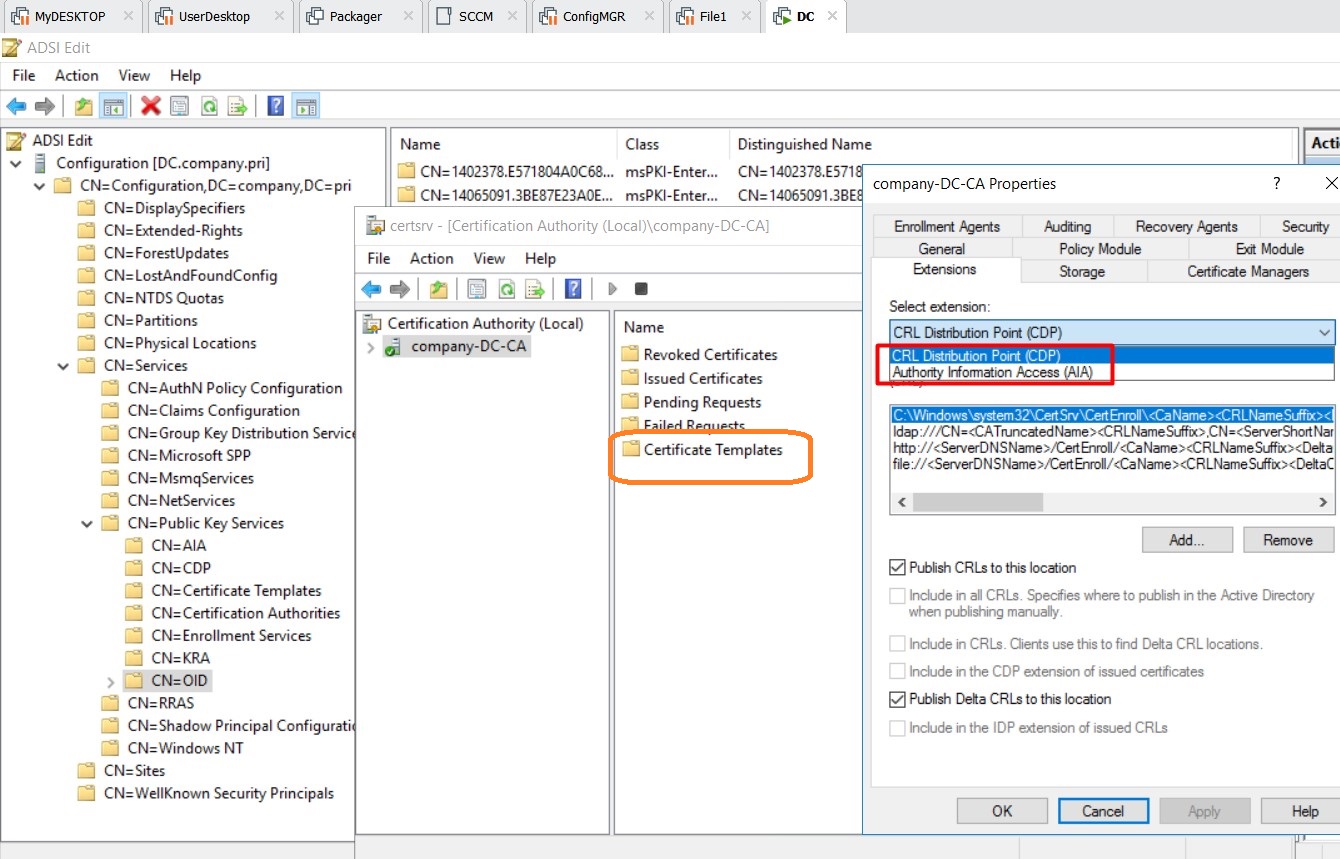 MyDESKTOP
UserDesktop
Packager
SCCM
ConfigMGR
File1
DC
ADSI Edit
File Action View Help
ADSI Edit
Configuration [DC.company.pri]
CN=Configuration,DC=company,DC=pri
CN=DisplaySpecifiers
CN=Extended-Rights
CN=ForestUpdates
CN=LostAndFoundConfig
CN=NTDS Quotas
CN=Partitions
CN=Physical Locations
CN=Services
CN=AuthN Policy Configuration
CN=Claims Configuration
CN=Group Key Distribution Service
CN=Microsoft SPP
CN=MsmqServices
CN=NetServices
CN=Public Key Services
CN=AIA
CN=CDP
CN=Certificate Templates
CN=Certification Authorities
CN=Enrollment Services
CN=KRA
CN=OID
CN=RRAS
CN=Shadow Principal Configuratio
CN=Windows NT
CN=Sites
CN=WellKnown Security Principals
Name Class Distinguished Name
CN=1402378.E571804A0C68... msPKI-Enter... CN=1402378.E5718
CN=14065091.3BE87E23A0E... msPKI-Enter... CN=14065091.3BE8
Acti
certsrv - [Certification Authority (Local)\company-DC-CA]
File Action View Help
Certification Authority (Local)
company-DC-CA
Name
Revoked Certificates
Issued Certificates
Pending Requests
Failed Requests
Certificate Templates
company-DC-CA Properties
?
Enrollment Agents Auditing Recovery Agents Security
General Policy Module Exit Module
Extensions Storage Certificate Managers
Select extension:
CRL Distribution Point (CDP)
CRL Distribution Point (CDP)
Authority Information Access (AIA)
C:\Windows\system32\CertSrv\CertEnroll\<CaName><CRLNameSuffix><
ldap:///CN=<CATruncatedName><CRLNameSuffix>,CN=<ServerShortName
http://<ServerDNSName>/CertEnroll/<CaName><CRLNameSuffix><Delta
file://<ServerDNSName>/CertEnroll/<CaName><CRLNameSuffix><DeltaC
Add... Remove
Publish CRLs to this location
Include in all CRLs. Specifies where to publish in the Active Directory
when publishing manually.
Include in CRLs. Clients use this to find Delta CRL locations.
Include in the CDP extension of issued certificates
Publish Delta CRLs to this location
Include in the IDP extension of issued CRLs
OK Cancel Apply Help